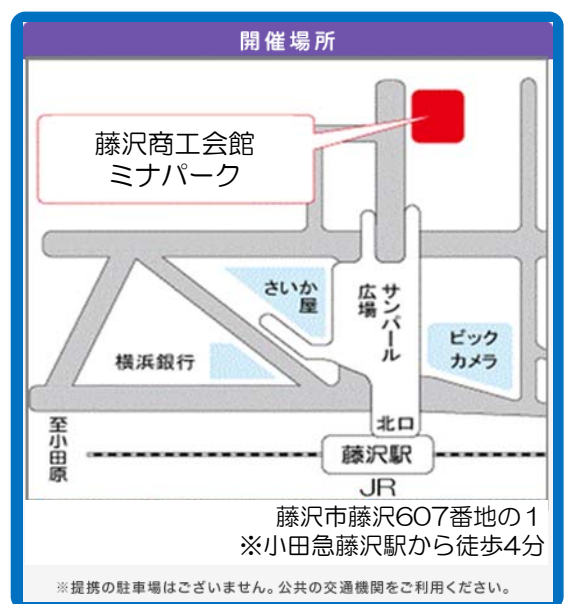 開催場所
藤沢商工会館
ミナパーク
さいか
屋
サンパール
広場
横浜銀行
ビック
カメラ
北口
至小田原
藤沢駅
JR
藤沢市藤沢607番地の1
※小田急藤沢駅から徒歩4分
※提携の駐車場はございません。公共の交通機関をご利用ください。